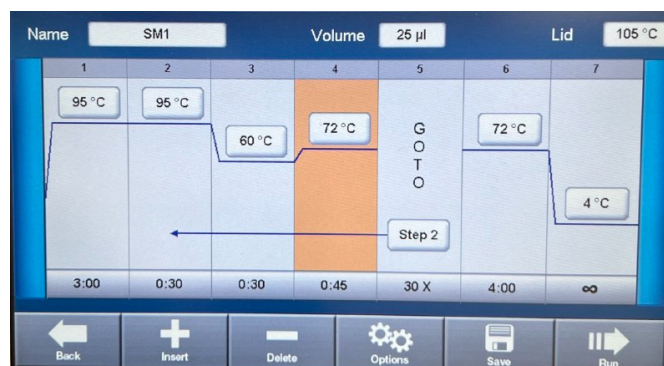 Name SM1 Volume 25 µl Lid 105 °C
1 2 3 4 5 6 7
95 °C 95 °C 60 °C 72 °C 72 °C 4 °C
G
O
T
O
Step 2
3:00 0:30 0:30 0:45 30 X 4:00 ∞
Back Insert Delete Options Save Run